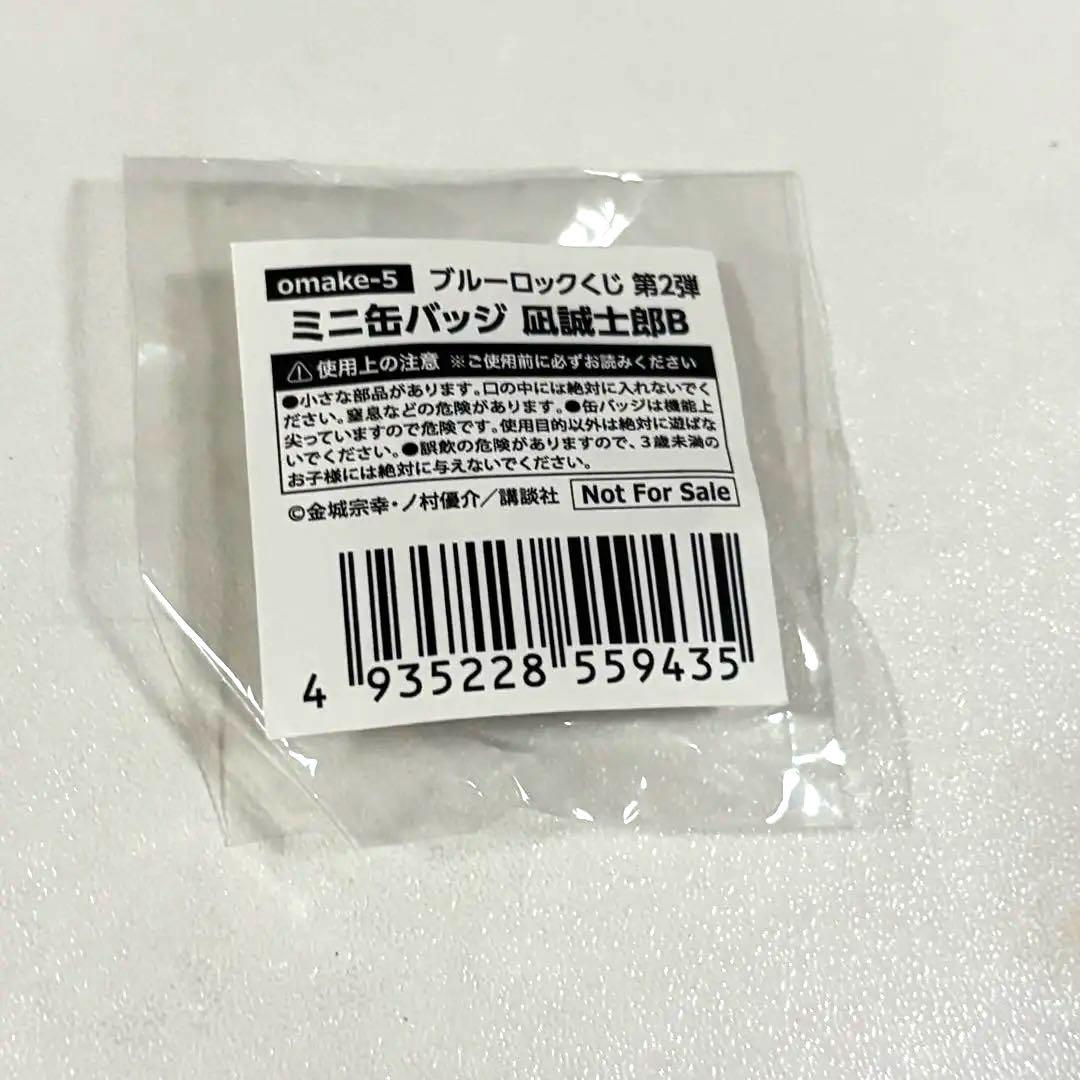 omake-5 ブルーロックくじ 第2弾
ミニ缶バッジ 凪誠士郎B
⚠使用上の注意 ※ご使用前に必ずお読みください
●小さな部品があります。口の中には絶対に入れないでく
ださい。窒息などの危険があります。●缶バッジは機能上
尖っていますので危険です。使用目的以外は絶対に遊ばな
いでください。●誤飲の危険がありますので、3歳未満の
お子様には絶対に与えないでください。
©金城宗幸・ノ村優介／講談社 Not For Sale
4 935228 559435